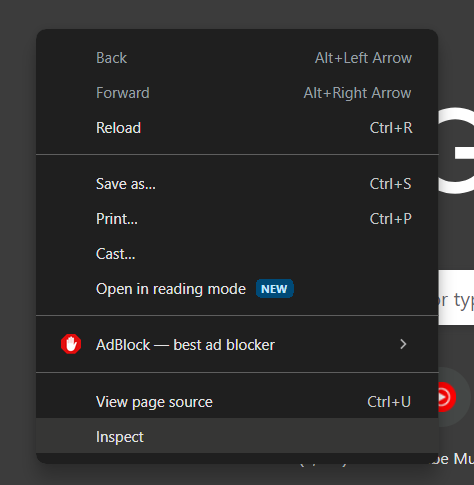 Back Alt+Left Arrow
Forward Alt+Right Arrow
Reload Ctrl+R
Save as... Ctrl+S
Print... Ctrl+P
Cast...
Open in reading mode NEW
or typ
AdBlock — best ad blocker
View page source Ctrl+U
Inspect
be Mu